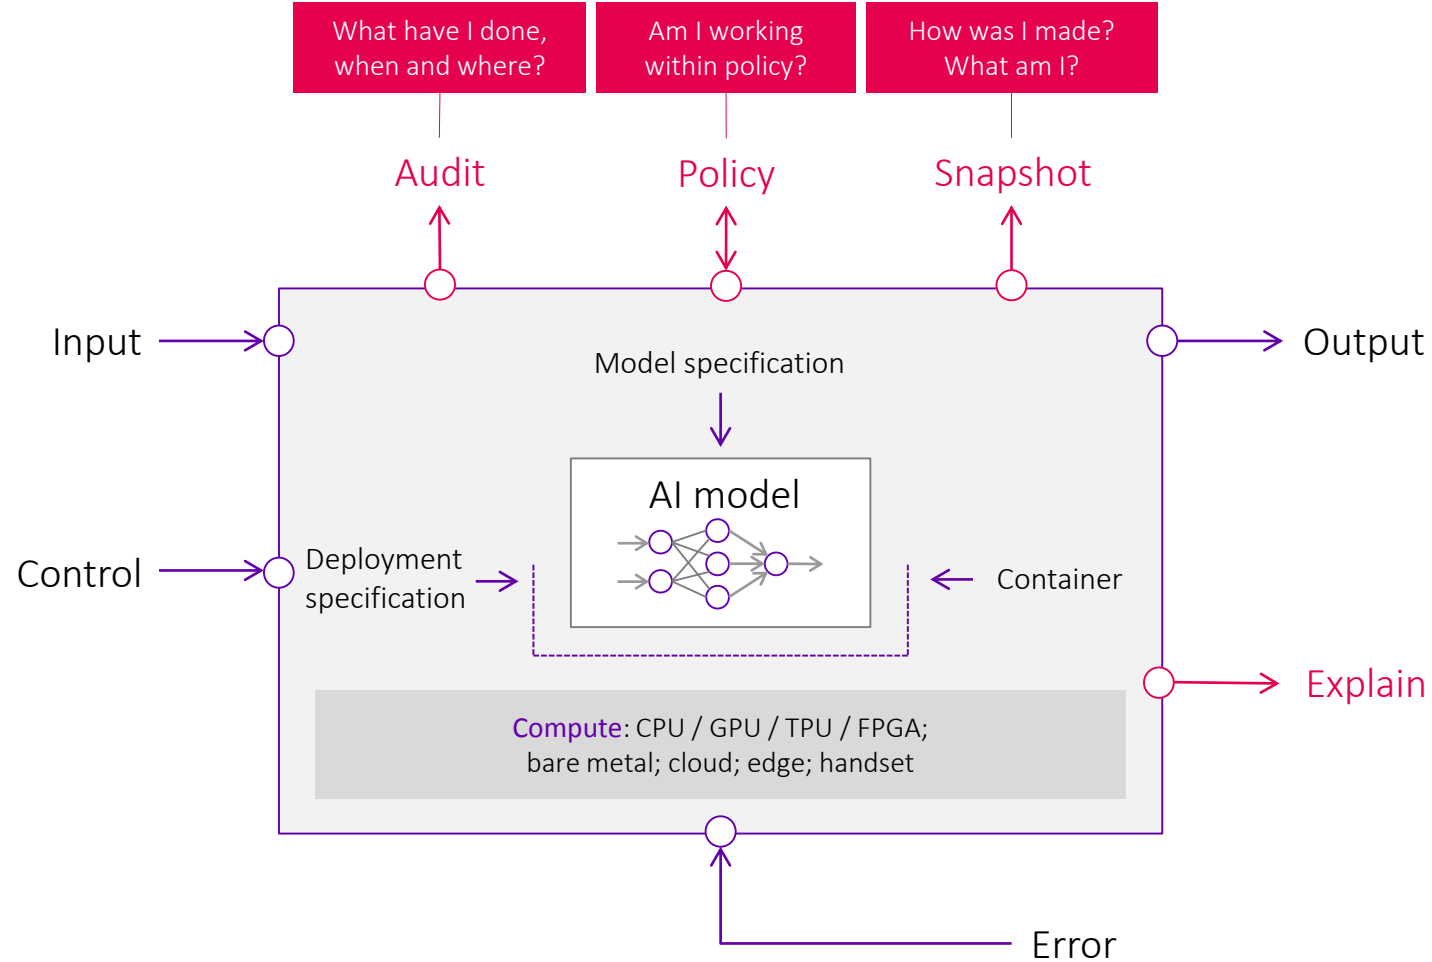 What have I done,
when and where?
Am I working
within policy?
How was I made?
What am I?
Audit
Policy
Snapshot
Input
Output
Model specification
AI model
Control
Deployment
specification
Container
Explain
Compute: CPU / GPU / TPU / FPGA;
bare metal; cloud; edge; handset
Error